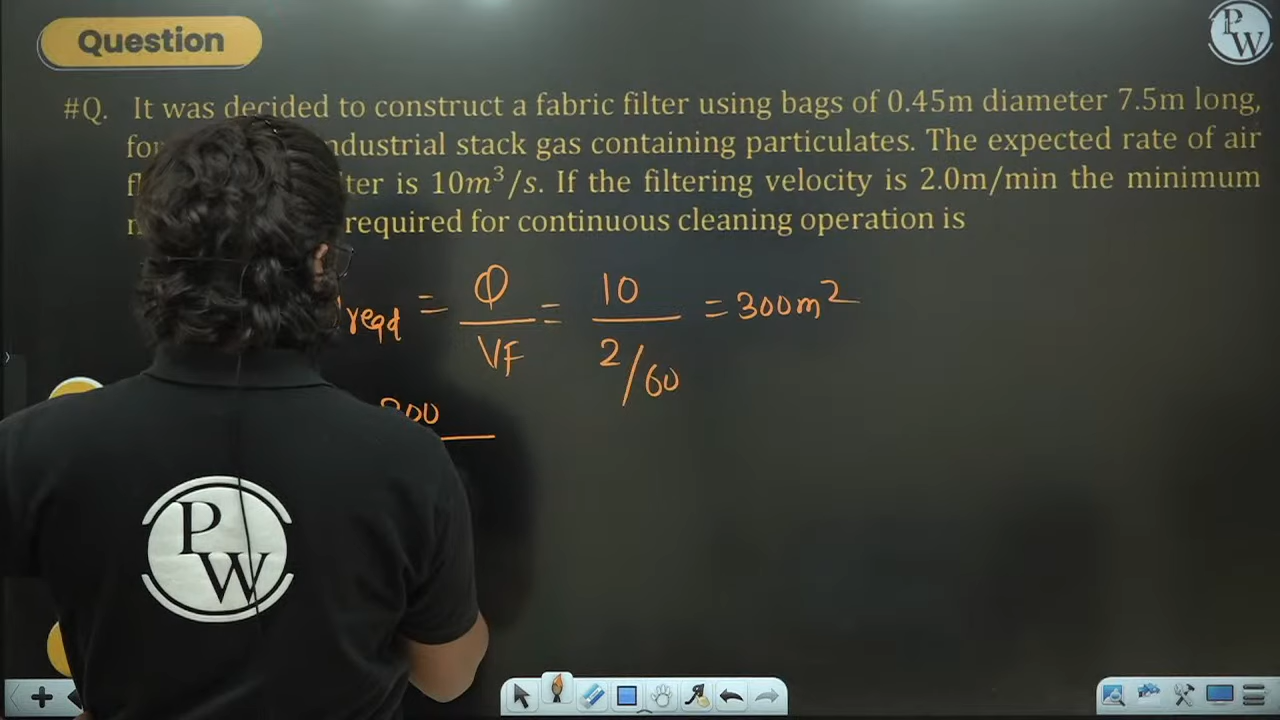 Question
PW
#Q. It was decided to construct a fabric filter using bags of 0.45m diameter 7.5m long,
industrial stack gas containing particulates. The expected rate of air
is 10m³/s. If the filtering velocity is 2.0m/min the minimum
required for continuous cleaning operation is
reqd = Q / VF = 10 / 2/60 = 300m²
300
PW